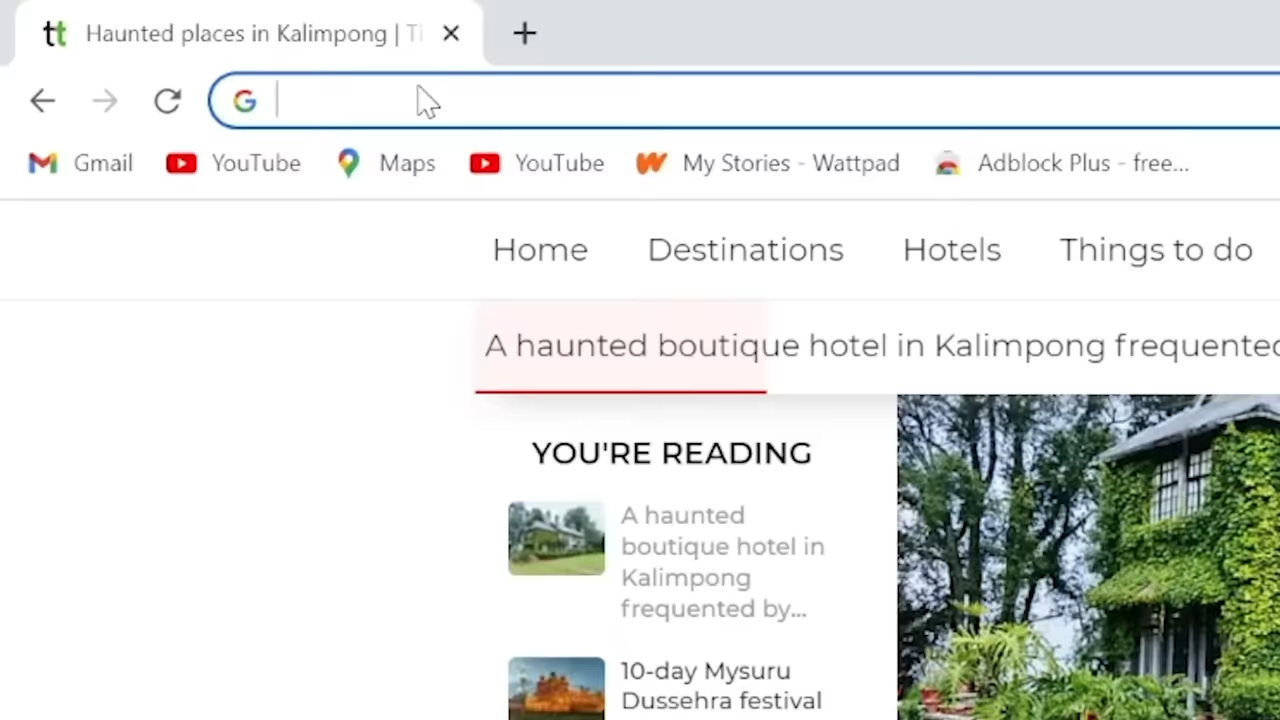 Haunted places in Kalimpong | Ti
Gmail YouTube Maps YouTube My Stories - Wattpad Adblock Plus - free...
Home Destinations Hotels Things to do
A haunted boutique hotel in Kalimpong frequented
YOU'RE READING
A haunted
boutique hotel in
Kalimpong
frequented by...
10-day Mysuru
Dussehra festival